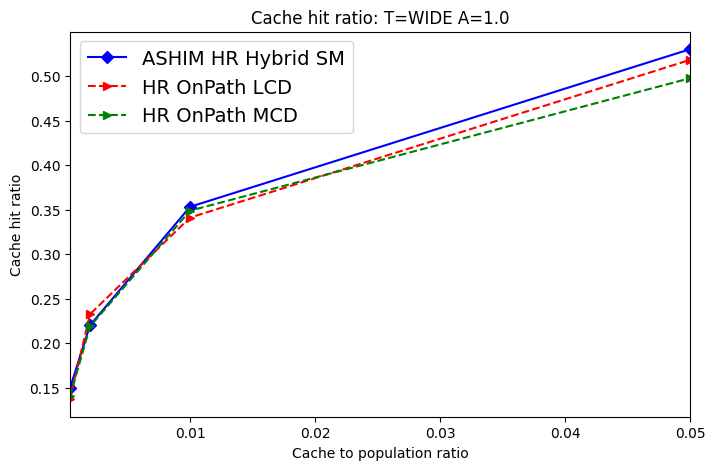 Cache hit ratio: T=WIDE A=1.0
ASHIM HR Hybrid SM
HR OnPath LCD
HR OnPath MCD
Cache hit ratio
0.50
0.45
0.40
0.35
0.30
0.25
0.20
0.15
0.01
0.02
0.03
0.04
0.05
Cache to population ratio